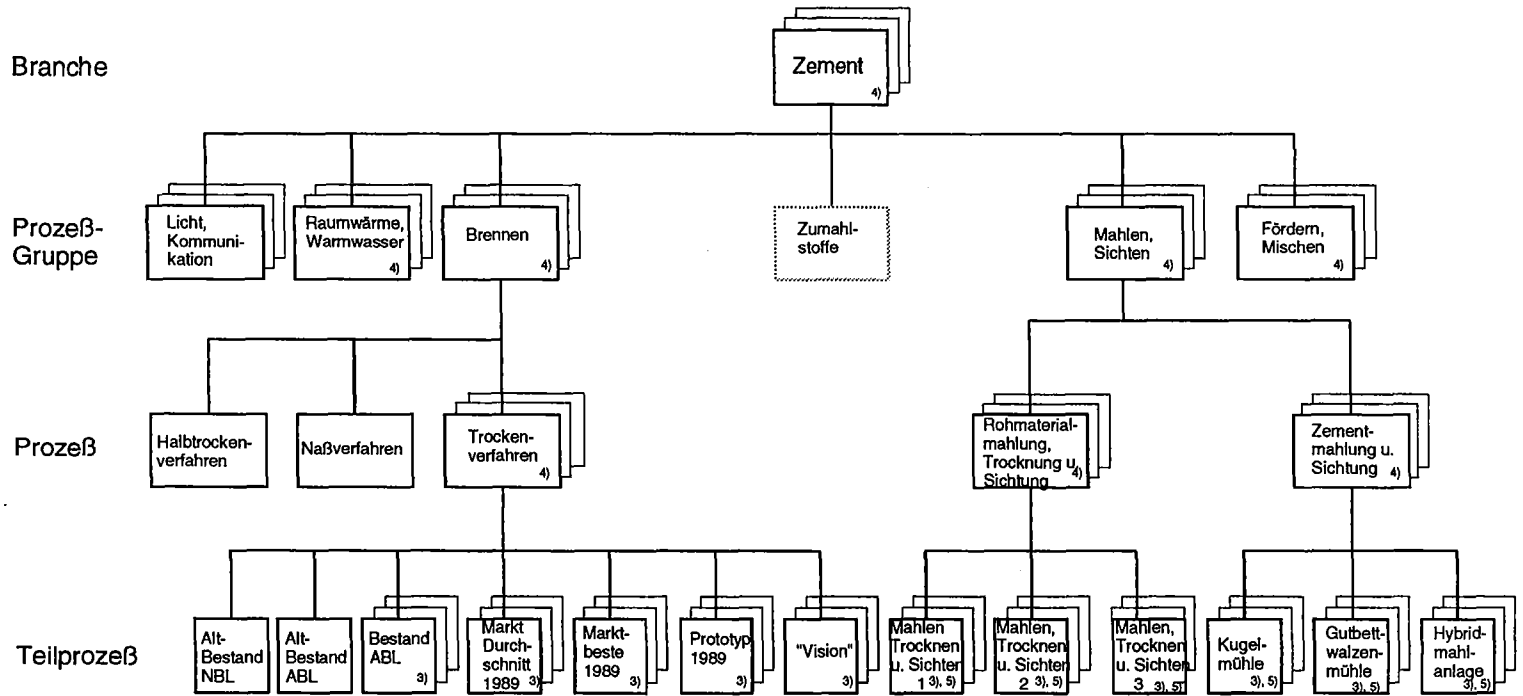 Branche
Zement
4)
Prozeß-
Gruppe
Licht,
Kommuni-
kation
Raumwärme,
Warmwasser
4)
Brennen
4)
Zumahl-
stoffe
Mahlen,
Sichten
4)
Fördern,
Mischen
4)
Prozeß
Halbtrocken-
verfahren
Naßverfahren
Trocken-
verfahren
4)
Rohmaterial-
mahlung,
Trocknung u.
Sichtung
4)
Zement-
mahlung u.
Sichtung
4)
Teilprozeß
Alt-
Bestand
NBL
Alt-
Bestand
ABL
Bestand
ABL
3)
Markt
Durch-
schnitt
1989 3)
Markt-
beste
1989
3)
Prototyp
1989
3)
"Vision"
3)
Mahlen
Trocknen
u. Sichten
1 3), 5)
Mahlen,
Trocknen
u. Sichten
2 3), 5)
Mahlen,
Trocknen
u. Sichten
3 3), 5)
Kugel-
mühle
3), 5)
Gutbett-
walzen-
mühle
3), 5)
Hybrid-
mahl-
anlage
3), 5)